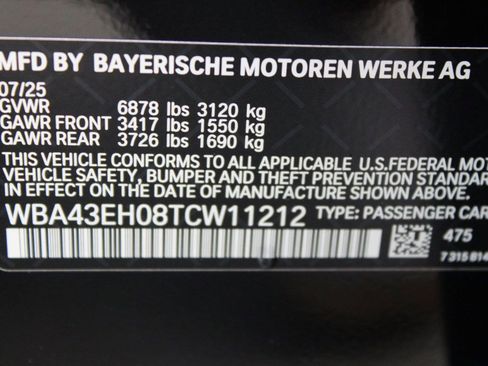 MFD BY BAYERISCHE MOTOREN WERKE AG
07/25
GVWR 6878 lbs 3120 kg
GAWR FRONT 3417 lbs 1550 kg
GAWR REAR 3726 lbs 1690 kg
THIS VEHICLE CONFORMS TO ALL APPLICABLE U.S.FEDERAL MOT
VEHICLE SAFETY, BUMPER AND THEFT PREVENTION STANDAR
IN EFFECT ON THE DATE OF MANUFACTURE SHOWN ABOVE.
WBA43EH08TCW11212 TYPE: PASSENGER CAR
475
7315814